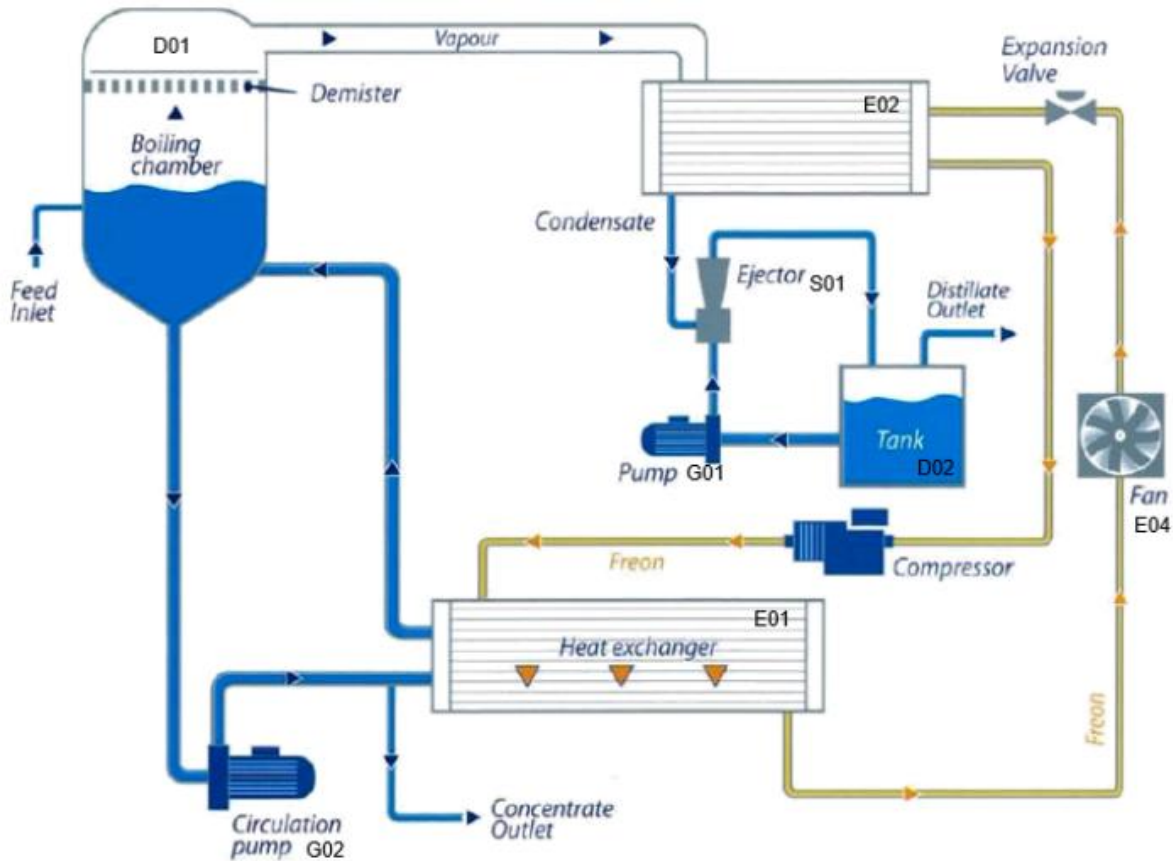 D01
Vapour
Demister
Boiling
chamber
Feed
Inlet
E02
Expansion
Valve
Condensate
Ejector S01
Distillate
Outlet
Tank
D02
Pump G01
Fan
E04
Freon
Compressor
E01
Heat exchanger
Freon
Circulation
pump G02
Concentrate
Outlet